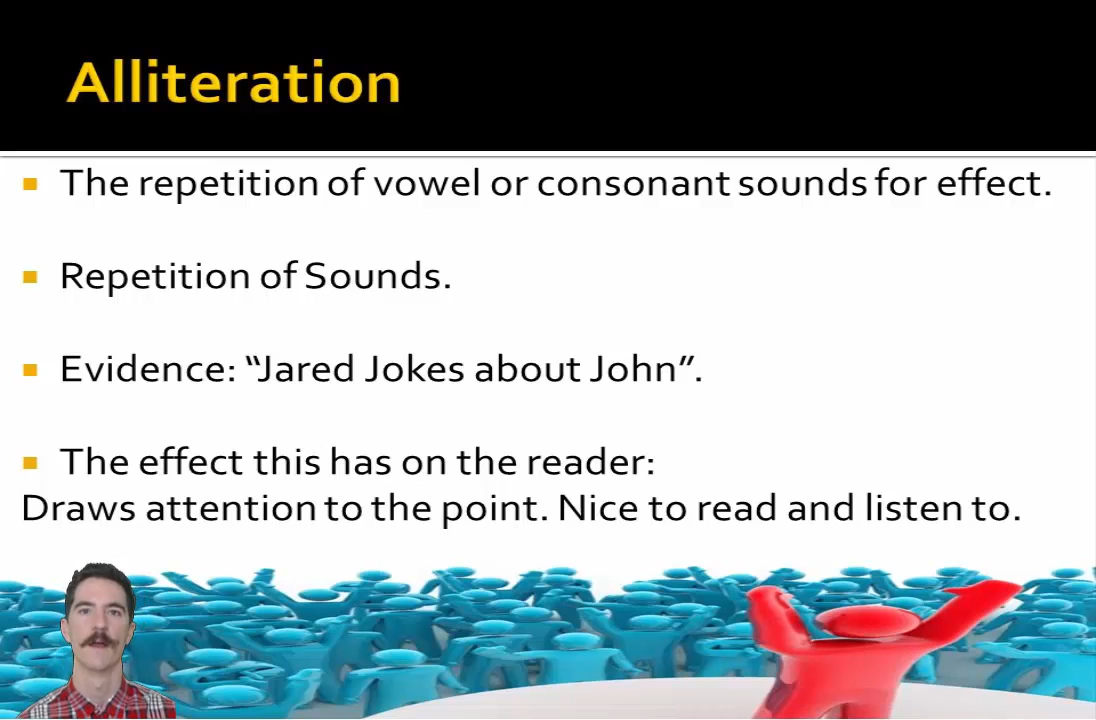 Alliteration
The repetition of vowel or consonant sounds for effect.
Repetition of Sounds.
Evidence: “Jared Jokes about John”.
The effect this has on the reader:
Draws attention to the point. Nice to read and listen to.